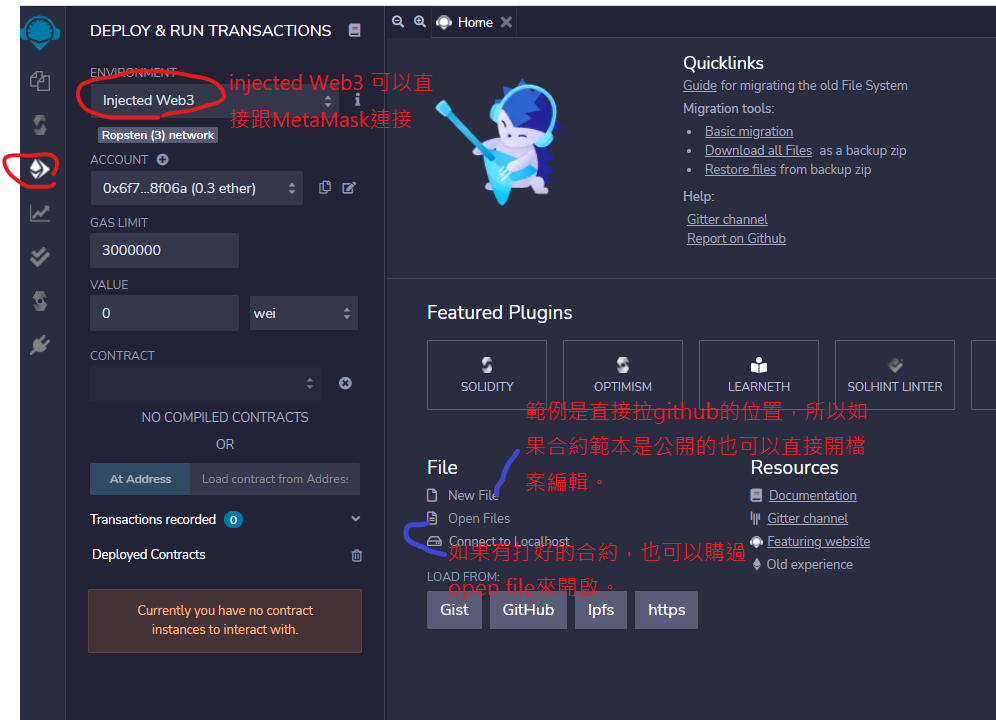 DEPLOY & RUN TRANSACTIONS
ENVIRONMENT
Injected Web3
injected Web3 可以直
接跟MetaMask連接
Ropsten (3) network
ACCOUNT
0x6f7...8f06a (0.3 ether)
GAS LIMIT
3000000
VALUE
0
wei
CONTRACT
NO COMPILED CONTRACTS
OR
At Address
Load contract from Address
Transactions recorded 0
Deployed Contracts
Currently you have no contract
instances to interact with.
Home
Quicklinks
Guide for migrating the old File System
Migration tools:
Basic migration
Download all Files as a backup zip
Restore files from backup zip
Help:
Gitter channel
Report on Github
Featured Plugins
SOLIDITY
OPTIMISM
LEARNETH
SOLHINT LINTER
範例是直接拉github的位置，所以如
果合約範本是公開的也可以直接開檔
案編輯。
File
New File
Open Files
Connect to Localhost
如果有打好的合約，也可以購過
open file來開啟。
LOAD FROM:
Gist
GitHub
Ipfs
https
Resources
Documentation
Gitter channel
Featuring website
Old experience